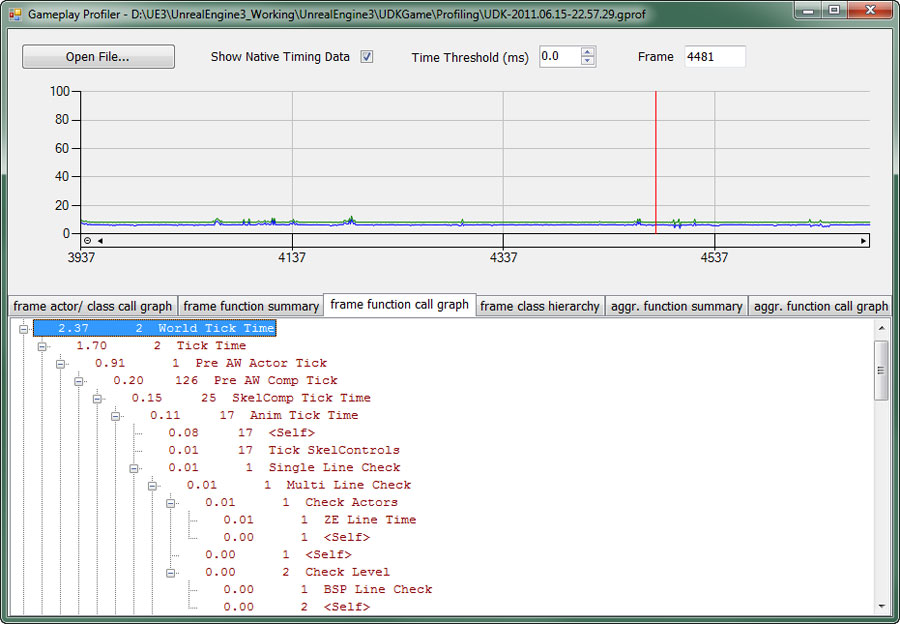 Gameplay Profiler - D:\UE3\UnrealEngine3_Working\UnrealEngine3\UDKGame\Profiling\UDK-2011.06.15-22.57.29.gprof
Open File... Show Native Timing Data Time Threshold (ms) 0.0 Frame 4481
100
80
60
40
20
0
3937 4137 4337 4537
frame actor/ class call graph frame function summary frame function call graph frame class hierarchy aggr. function summary aggr. function call graph
2.37 2 World Tick Time
1.70 2 Tick Time
0.91 1 Pre AW Actor Tick
0.20 126 Pre AW Comp Tick
0.15 25 SkelComp Tick Time
0.11 17 Anim Tick Time
0.08 17 <Self>
0.01 17 Tick SkelControls
0.01 1 Single Line Check
0.01 1 Multi Line Check
0.01 1 Check Actors
0.01 1 ZE Line Time
0.00 1 <Self>
0.00 1 <Self>
0.00 2 Check Level
0.00 1 BSP Line Check
0.00 2 <Self>